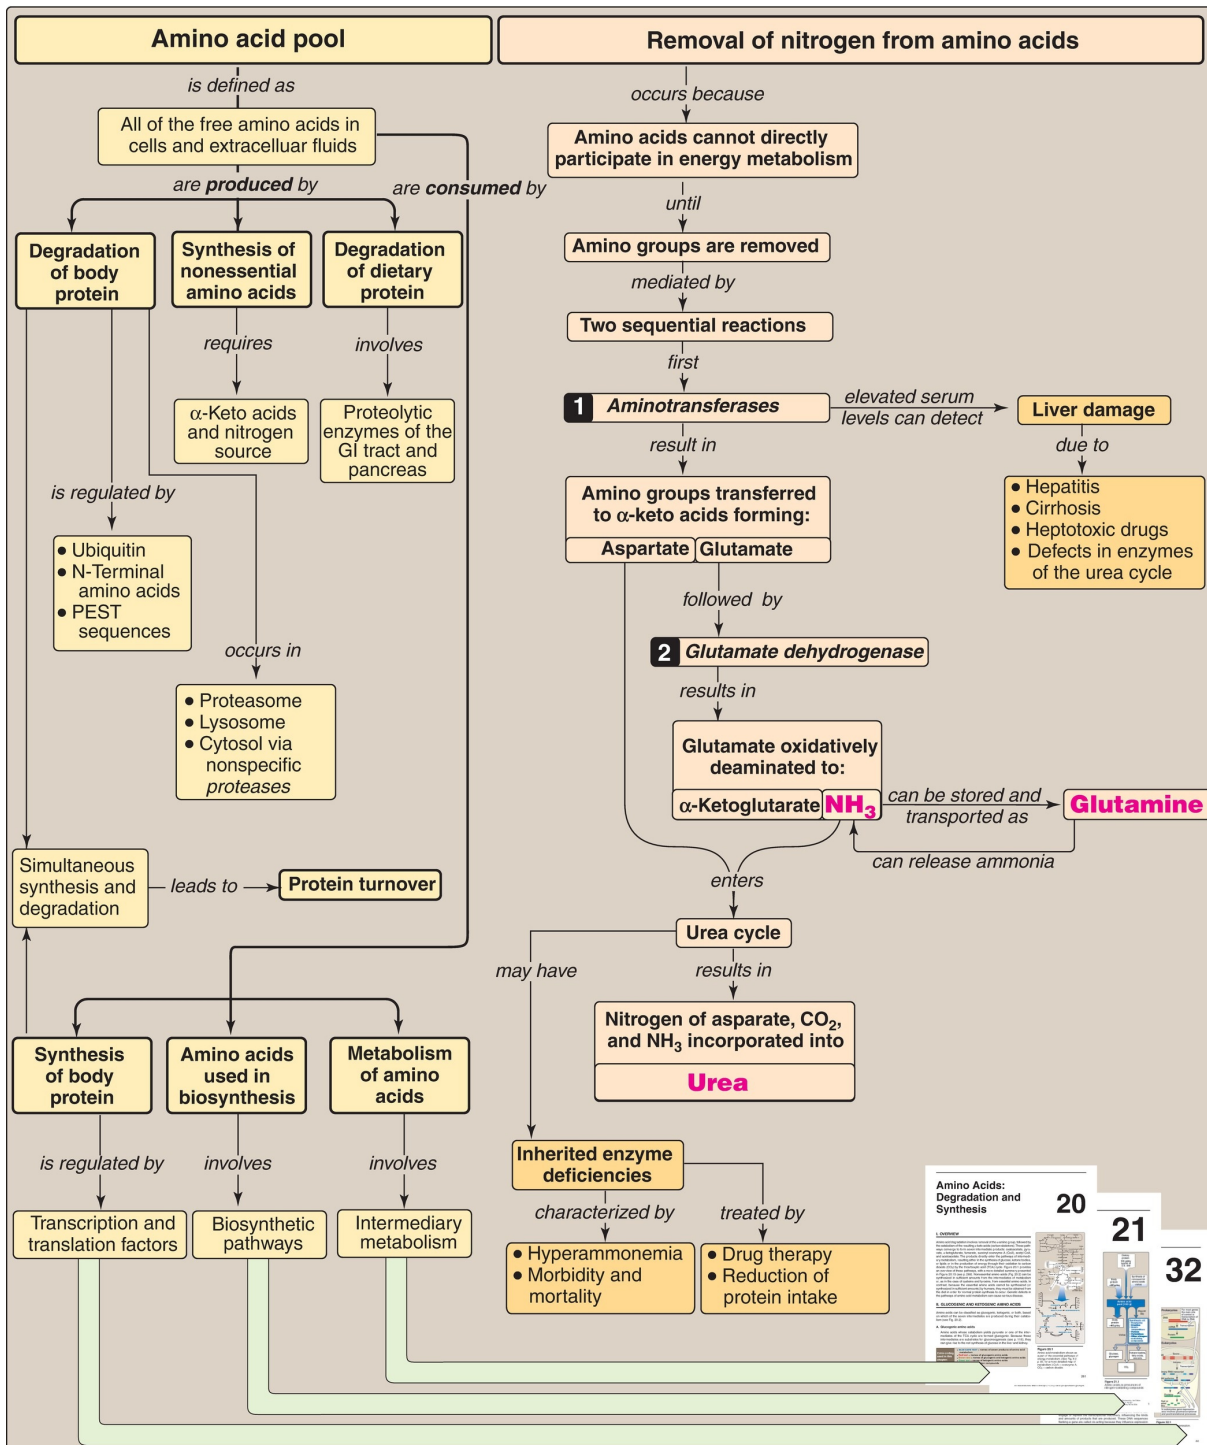 Amino acid pool
is defined as
All of the free amino acids in
cells and extracelluar fluids
are produced by
are consumed by
Degradation
of body
protein
Synthesis of
nonessential
amino acids
Degradation
of dietary
protein
requires
involves
α-Keto acids
and nitrogen
source
Proteolytic
enzymes of the
GI tract and
pancreas
is regulated by
● Ubiquitin
● N-Terminal
amino acids
● PEST
sequences
occurs in
● Proteasome
● Lysosome
● Cytosol via
nonspecific
proteases
Simultaneous
synthesis and
degradation
leads to
Protein turnover
Synthesis
of body
protein
Amino acids
used in
biosynthesis
Metabolism
of amino
acids
is regulated by
involves
involves
Transcription and
translation factors
Biosynthetic
pathways
Intermediary
metabolism
Removal of nitrogen from amino acids
occurs because
Amino acids cannot directly
participate in energy metabolism
until
Amino groups are removed
mediated by
Two sequential reactions
first
1 Aminotransferases
elevated serum
levels can detect
Liver damage
due to
● Hepatitis
● Cirrhosis
● Heptotoxic drugs
● Defects in enzymes
of the urea cycle
result in
Amino groups transferred
to α-keto acids forming:
Aspartate Glutamate
followed by
2 Glutamate dehydrogenase
results in
Glutamate oxidatively
deaminated to:
α-Ketoglutarate NH3
can be stored and
transported as
Glutamine
can release ammonia
enters
Urea cycle
may have
results in
Nitrogen of asparate, CO2,
and NH3 incorporated into
Urea
Inherited enzyme
deficiencies
characterized by
treated by
● Hyperammonemia
● Morbidity and
mortality
● Drug therapy
● Reduction of
protein intake
Amino Acids:
Degradation and
Synthesis
20
I. OVERVIEW
II. GLUCOGENIC AND KETOGENIC AMINO ACIDS
21
32